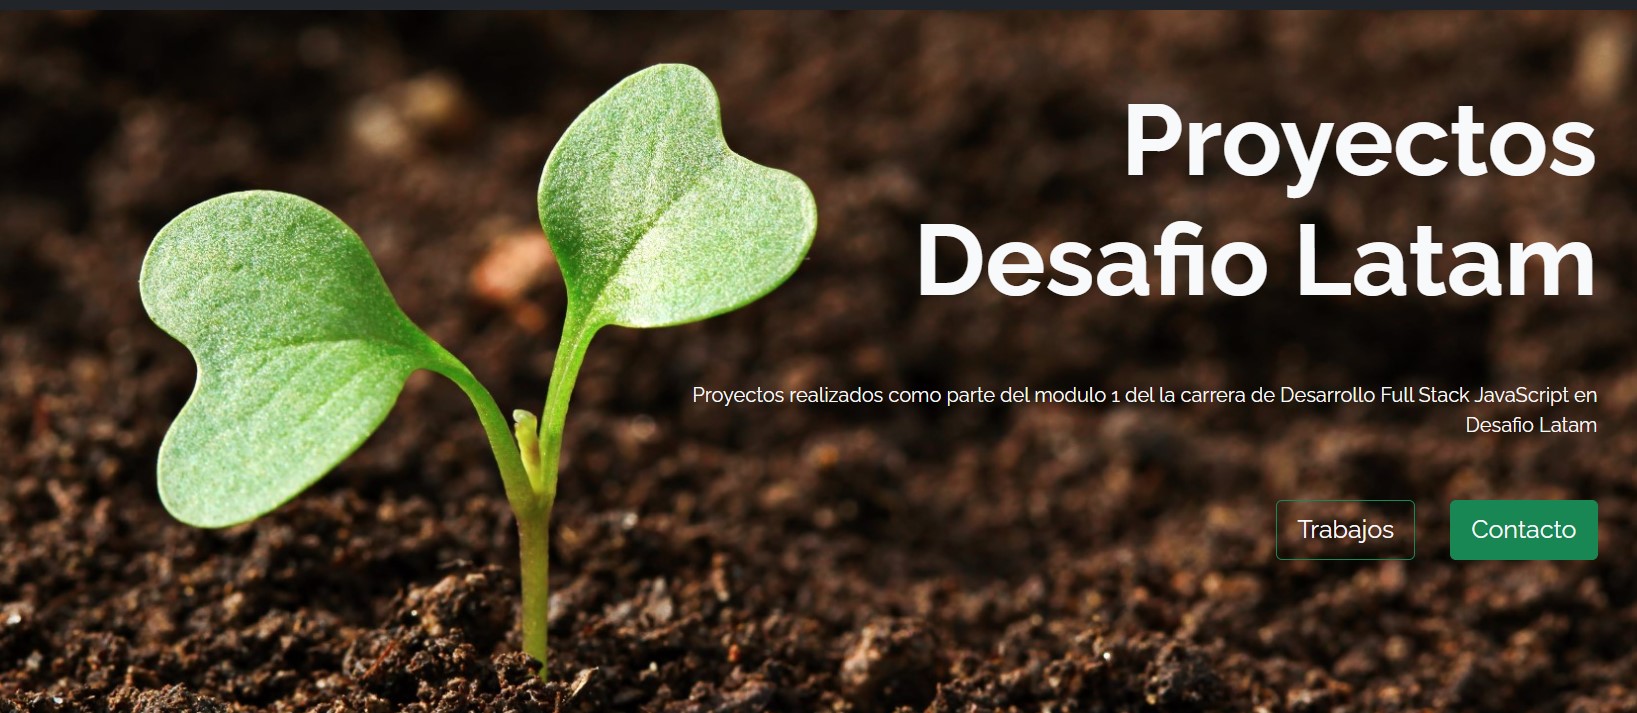 Proyectos
Desafio Latam
Proyectos realizados como parte del modulo 1 del la carrera de Desarrollo Full Stack JavaScript en
Desafio Latam
Trabajos
Contacto